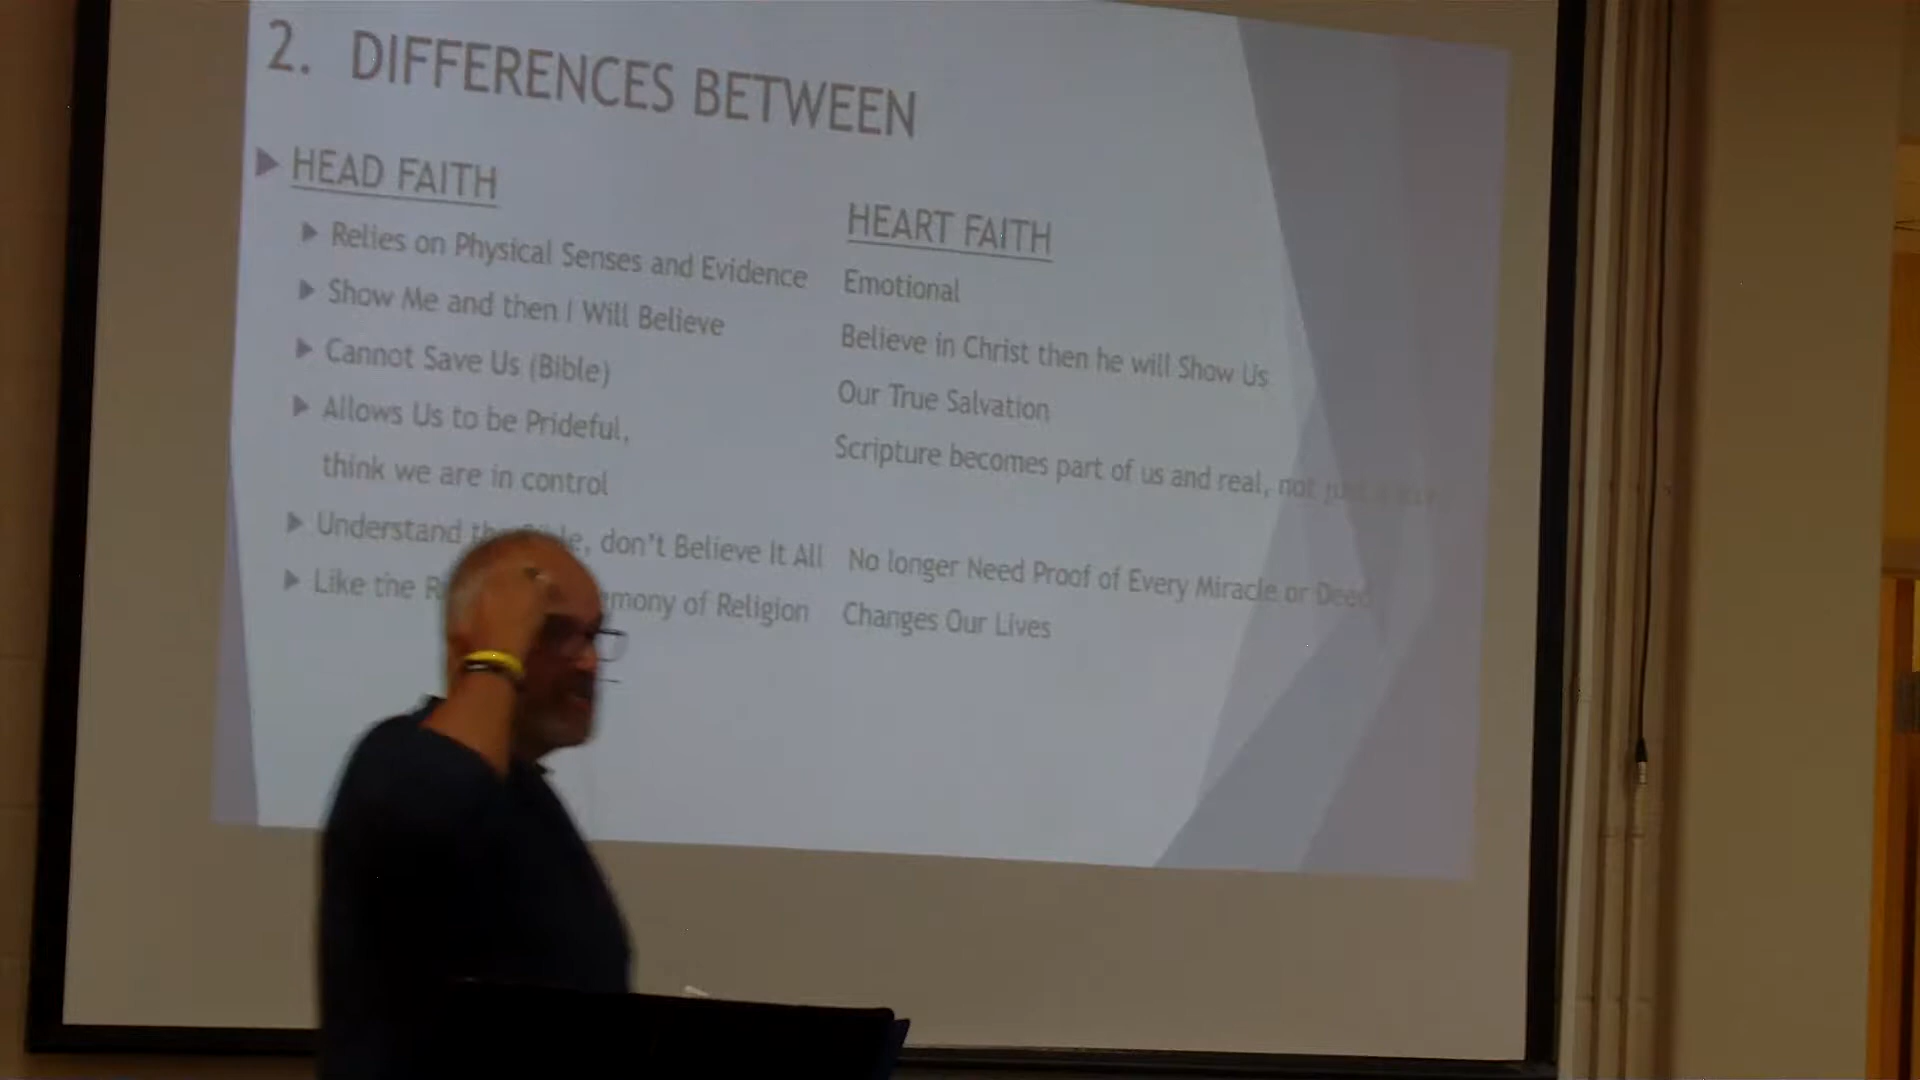 2. DIFFERENCES BETWEEN
HEAD FAITH
Relies on Physical Senses and Evidence
Show Me and then I Will Believe
Cannot Save Us (Bible)
Allows Us to be Prideful,
think we are in control
Understand don't Believe It All
Like the of Religion
HEART FAITH
Emotional
Believe in Christ then he will Show Us
Our True Salvation
Scripture becomes part of us and real, not
No longer Need Proof of Every Miracle or Deed
Changes Our Lives